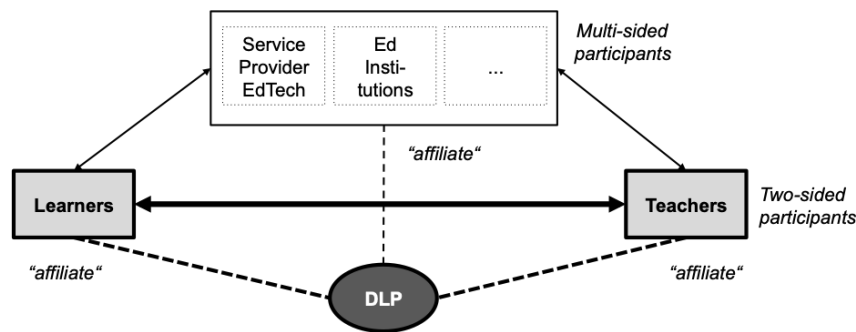 Service
Provider
EdTech
Ed
Insti-
tutions
...
Multi-sided
participants
“affiliate“
Learners
Teachers
Two-sided
participants
“affiliate“
“affiliate“
DLP